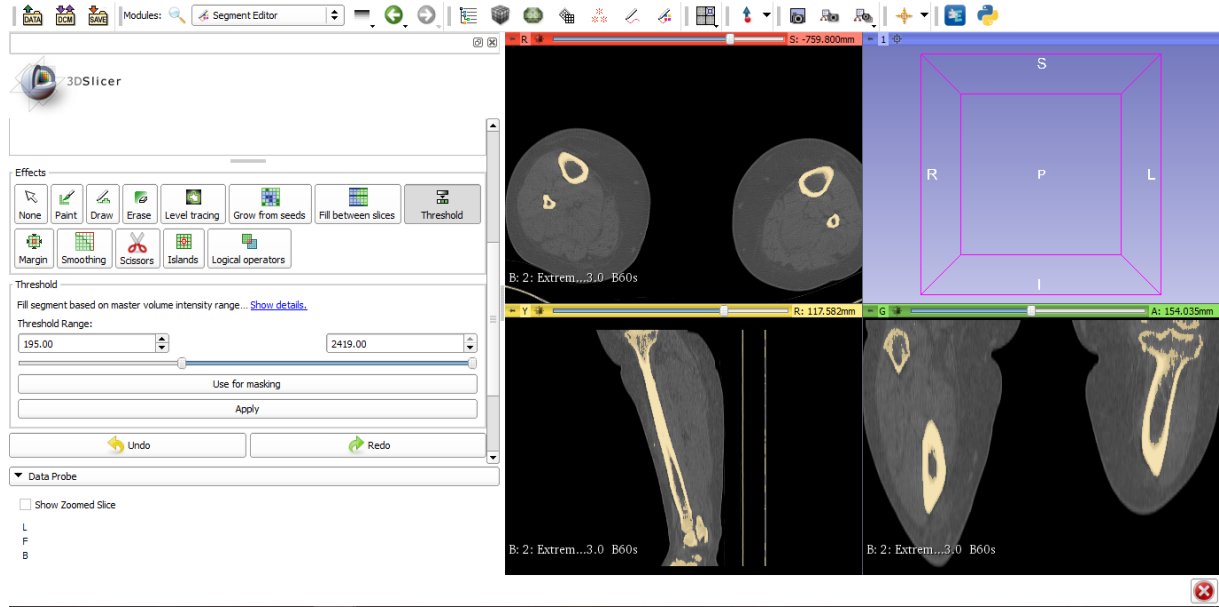 DATA DCM SAVE Modules: Segment Editor
R S: -759.800mm 1
3DSlicer
S
R P L
I
Effects
None Paint Draw Erase Level tracing Grow from seeds Fill between slices Threshold
Margin Smoothing Scissors Islands Logical operators
B: 2: Extrem...3.0 B60s
Threshold
Fill segment based on master volume intensity range... Show details.
Y R: 117.582mm G A: 154.035mm
Threshold Range:
195.00 2419.00
Use for masking
Apply
Undo Redo
Data Probe
Show Zoomed Slice
L
F
B
B: 2: Extrem...3.0 B60s
B: 2: Extrem...3.0 B60s